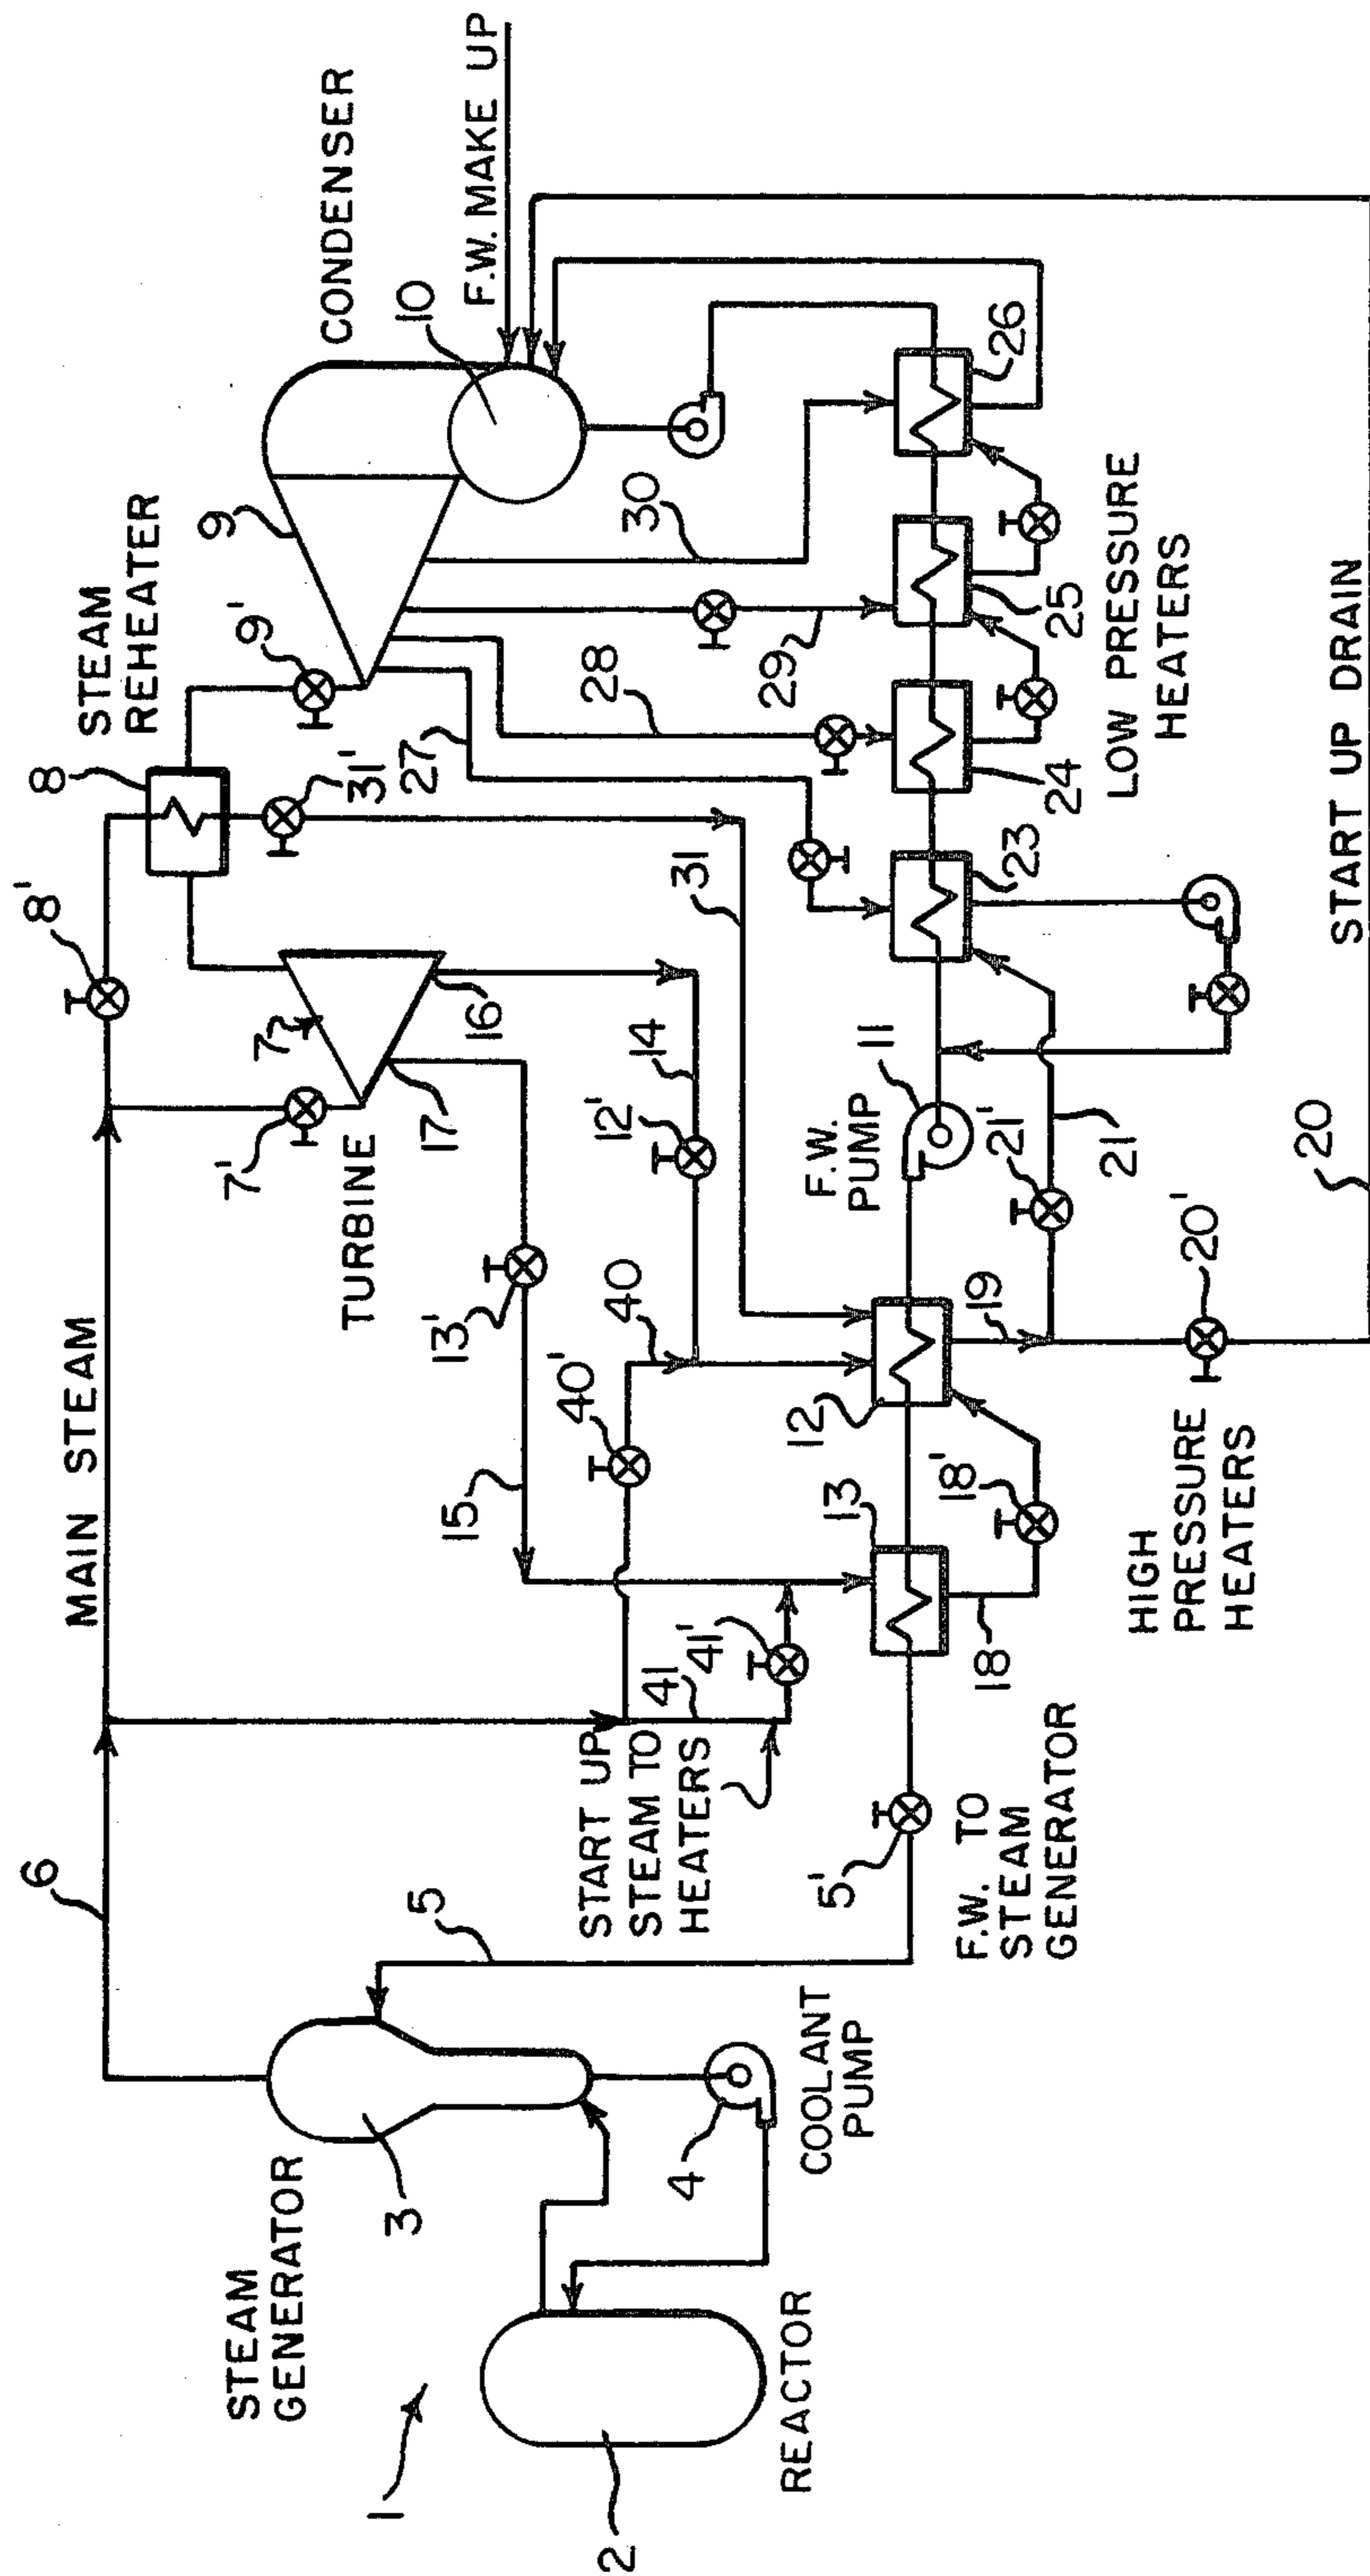 MAIN STEAM
STEAM
REHEATER
CONDENSER
F.W. MAKE UP
STEAM
GENERATOR
TURBINE
START UP
STEAM TO
HEATERS
F.W.
PUMP
COOLANT
PUMP
REACTOR
F.W. TO
STEAM
GENERATOR
HIGH
PRESSURE
HEATERS
LOW PRESSURE
HEATERS
START UP DRAIN
1
2
3
4
5
5'
6
7
7'
8
8'
9
9'
10
11
12
12'
13
13'
14
15
16
17
18
18'
19
20
20'
21
21'
23
24
25
26
27
28
29
30
31
31'
40
40'
41
41'